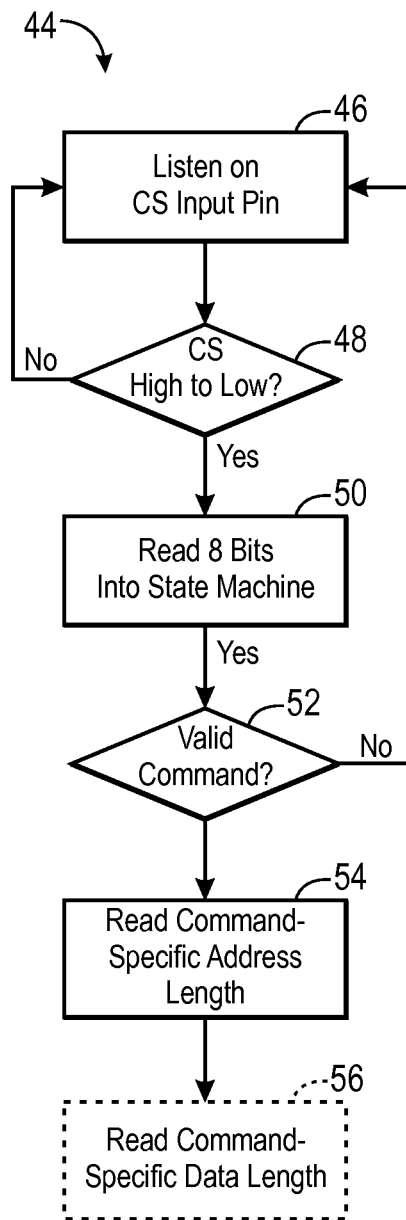 44
46
Listen on
CS Input Pin
48
CS
High to Low?
No
Yes
50
Read 8 Bits
Into State Machine
Yes
52
Valid
Command?
No
54
Read Command-
Specific Address
Length
56
Read Command-
Specific Data Length